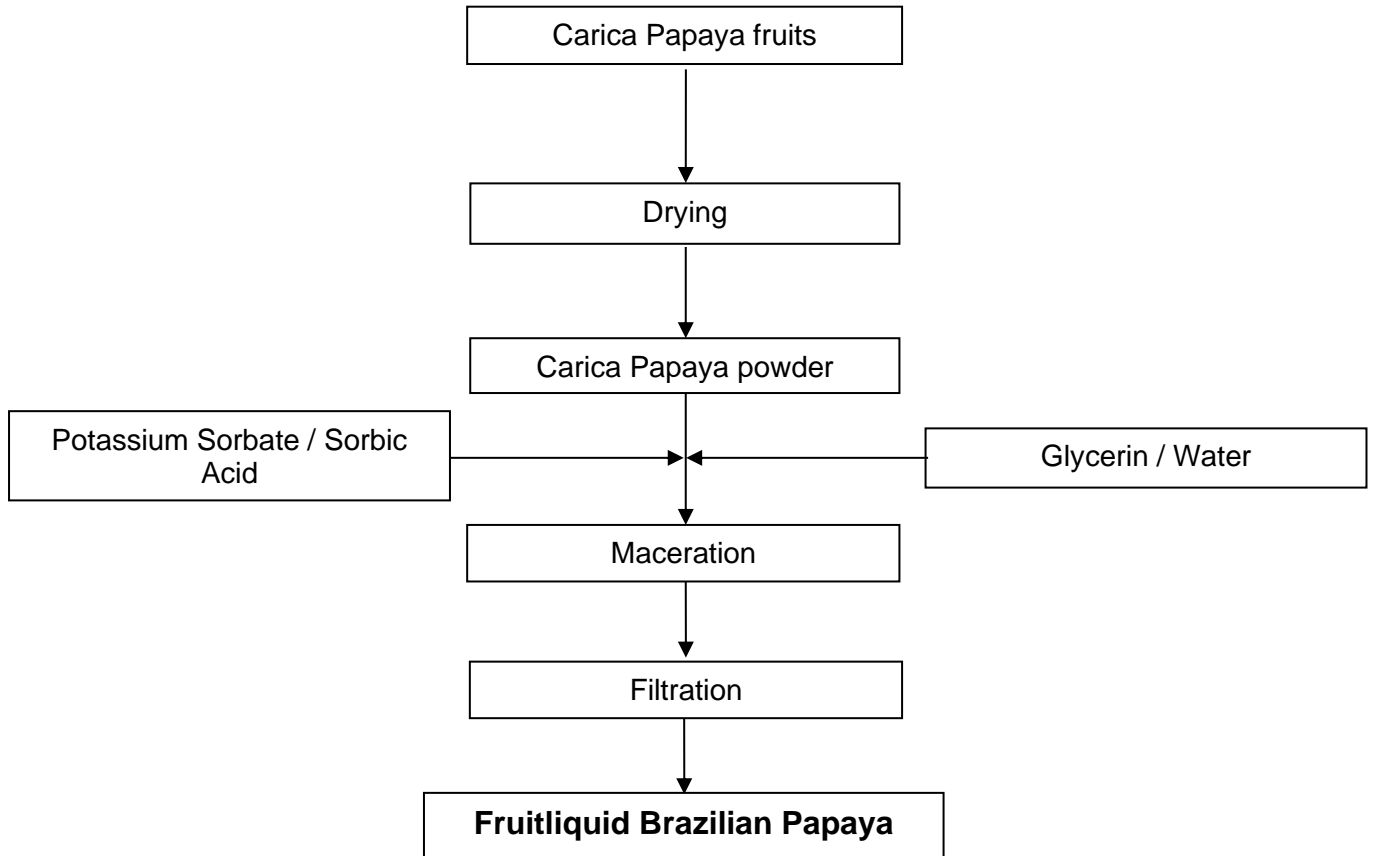 Carica Papaya fruits
Drying
Carica Papaya powder
Potassium Sorbate / Sorbic
Acid
Glycerin / Water
Maceration
Filtration
Fruitliquid Brazilian Papaya